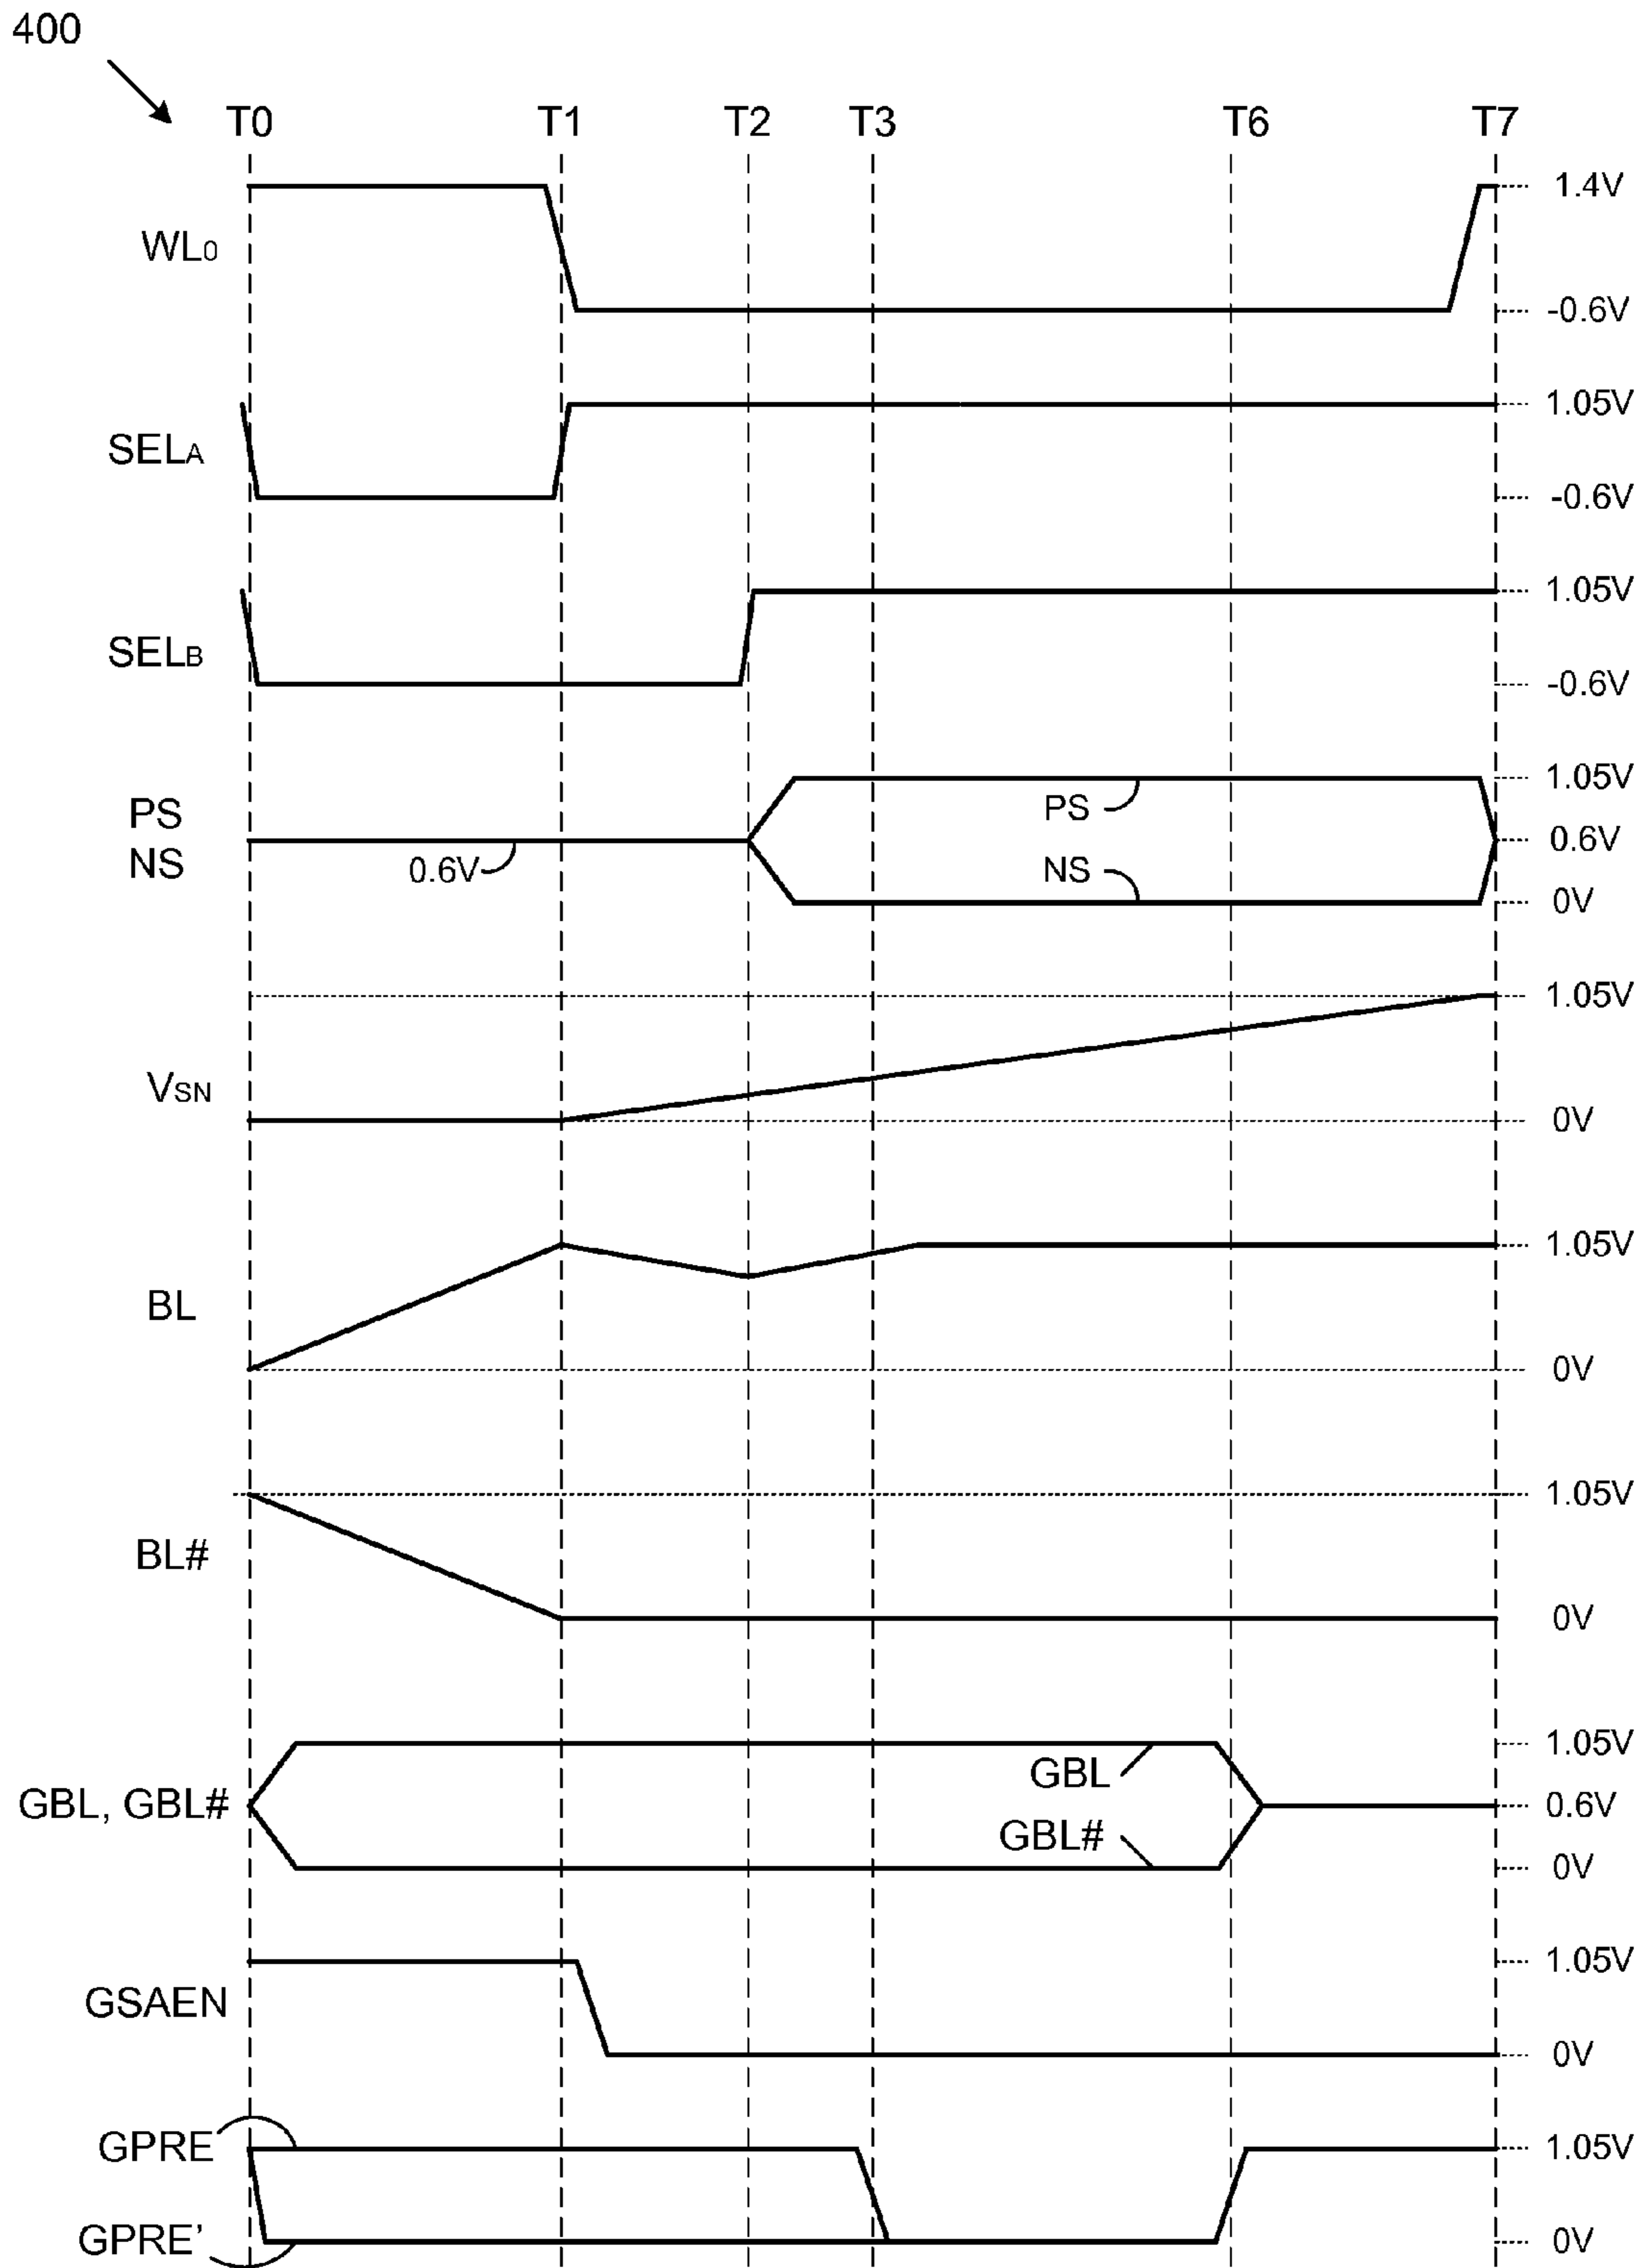 400
T0 T1 T2 T3 T6 T7
WL0
1.4V
-0.6V
SELA
1.05V
-0.6V
SELB
1.05V
-0.6V
PS
NS
0.6V
PS
NS
1.05V
0.6V
0V
VSN
1.05V
0V
BL
1.05V
0V
BL#
1.05V
0V
GBL, GBL#
GBL
GBL#
1.05V
0.6V
0V
GSAEN
1.05V
0V
GPRE
1.05V
GPRE’
0V